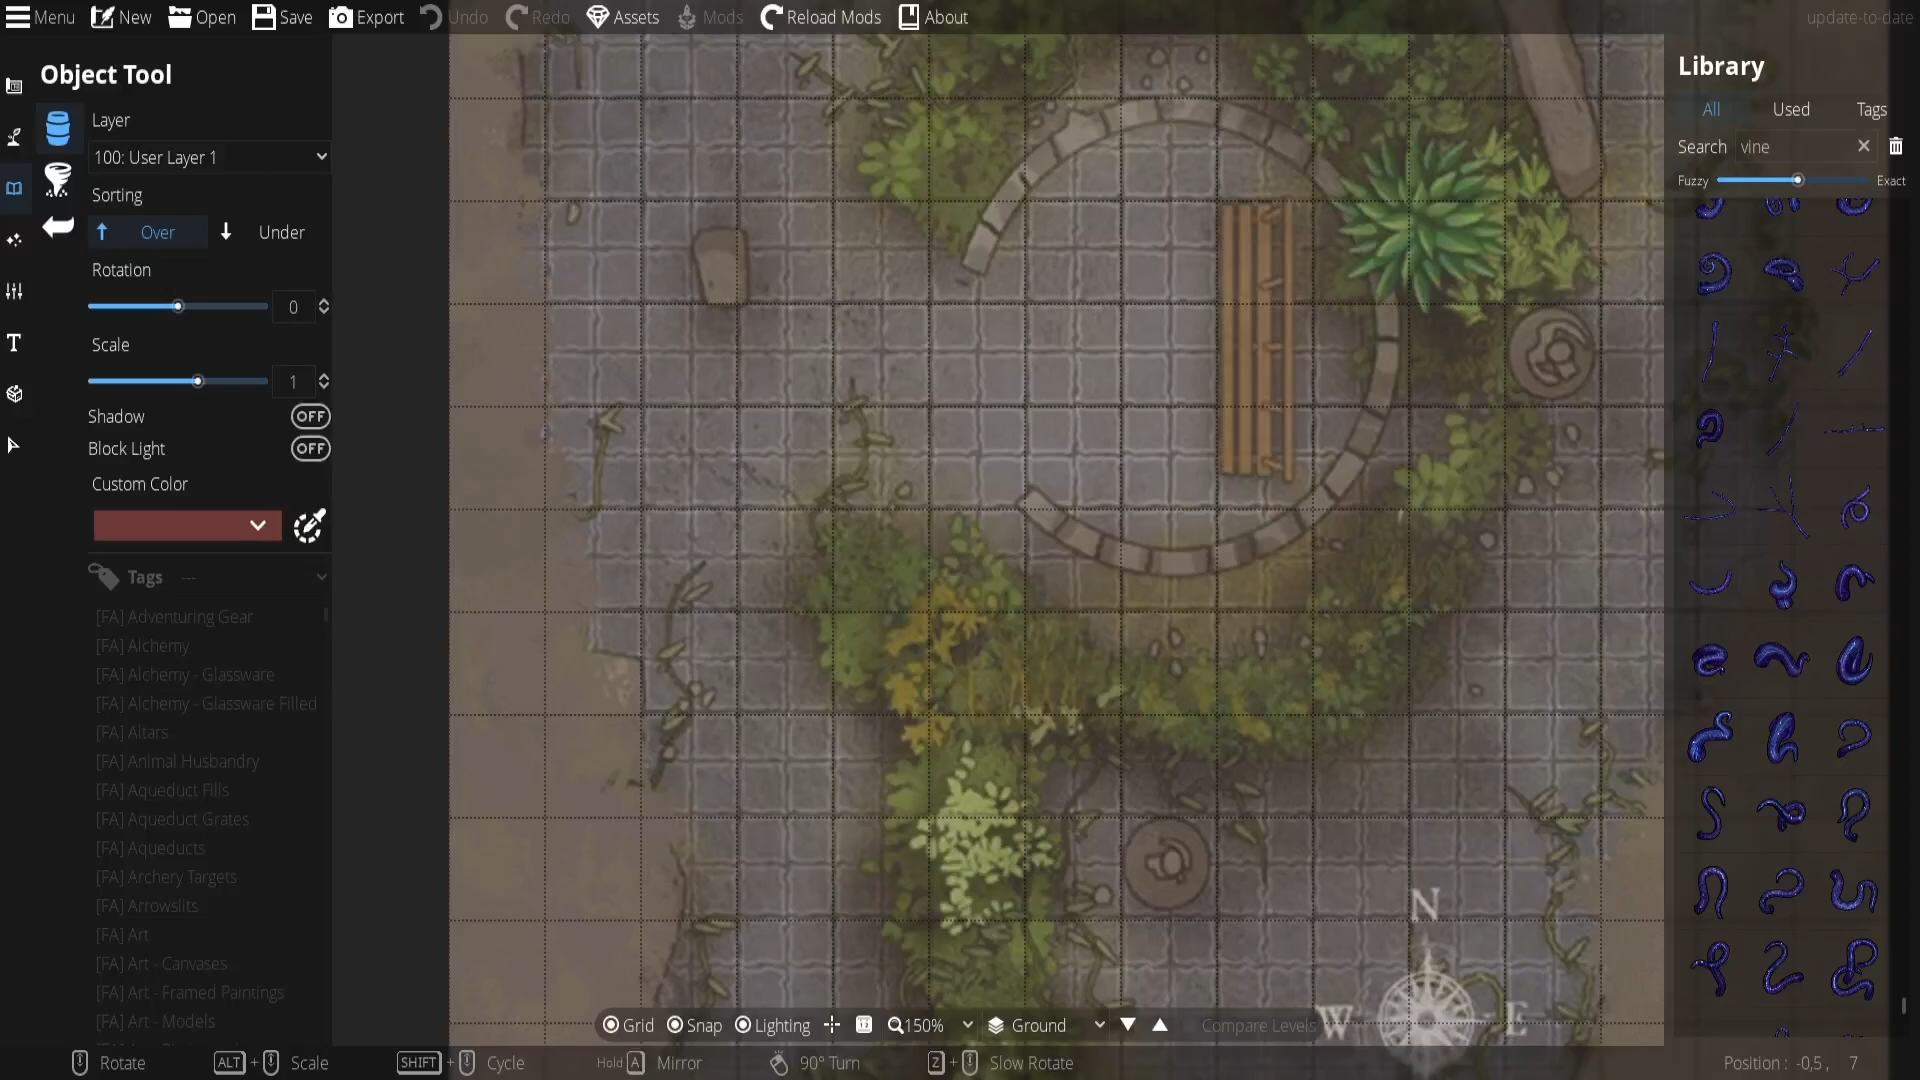 Menu New Open Save Export Undo Redo Assets Mods Reload Mods About update-to-date
Object Tool
Layer
100: User Layer 1
Sorting
Over Under
Rotation
0
Scale
1
Shadow OFF
Block Light OFF
Custom Color
Tags ---
[FA] Adventuring Gear
[FA] Alchemy
[FA] Alchemy - Glassware
[FA] Alchemy - Glassware Filled
[FA] Altars
[FA] Animal Husbandry
[FA] Aqueduct Fills
[FA] Aqueduct Grates
[FA] Aqueducts
[FA] Archery Targets
[FA] Arrowslits
[FA] Art
[FA] Art - Canvases
[FA] Art - Framed Paintings
[FA] Art - Models
Library
All Used Tags
Search vine
Fuzzy Exact
N
W E
Grid Snap Lighting 150% Ground Compare Levels
Rotate ALT + Scale SHIFT + Cycle Hold A Mirror 90° Turn Z + Slow Rotate Position : -0,5 , 7